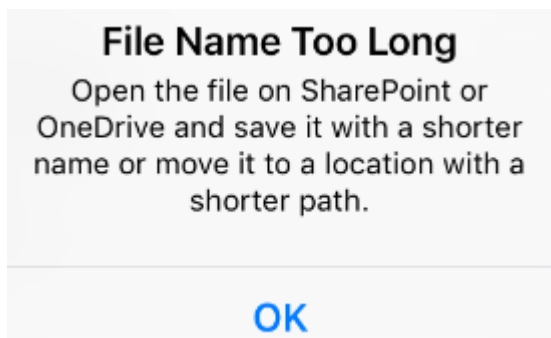 File Name Too Long
Open the file on SharePoint or
OneDrive and save it with a shorter
name or move it to a location with a
shorter path.
OK